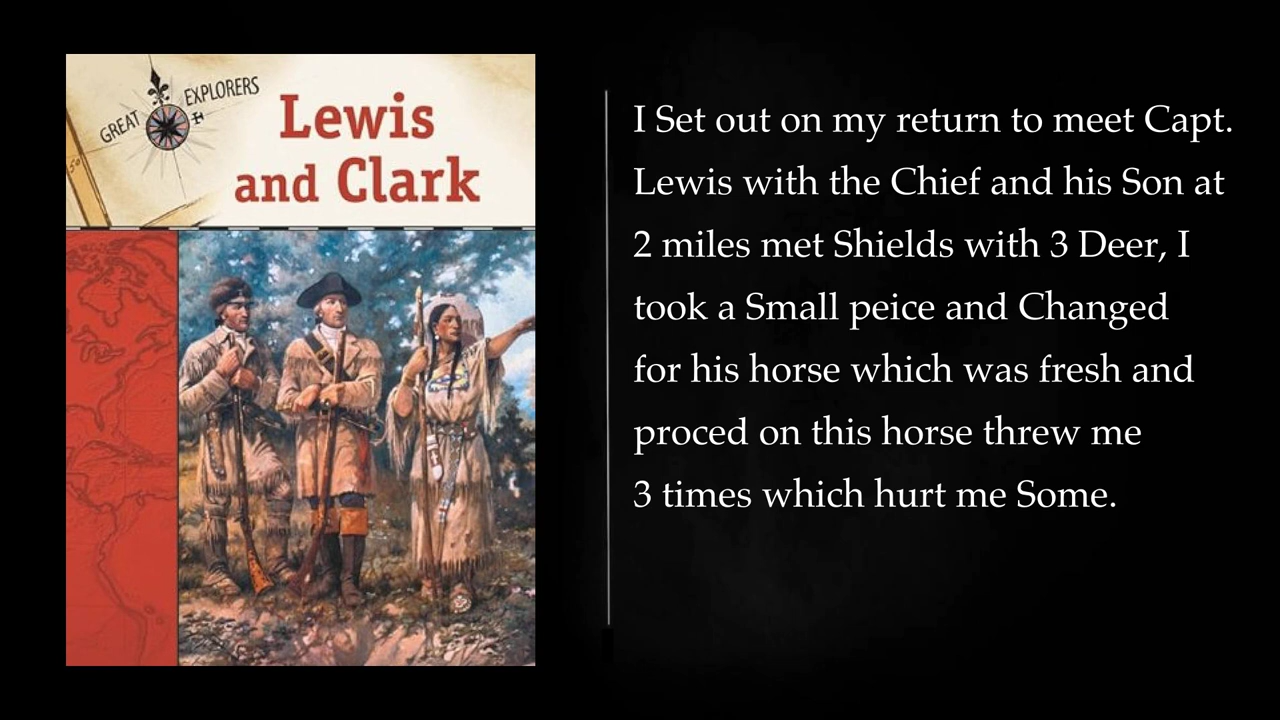 GREAT EXPLORERS
Lewis
and Clark
I Set out on my return to meet Capt.
Lewis with the Chief and his Son at
2 miles met Shields with 3 Deer, I
took a Small peice and Changed
for his horse which was fresh and
proced on this horse threw me
3 times which hurt me Some.